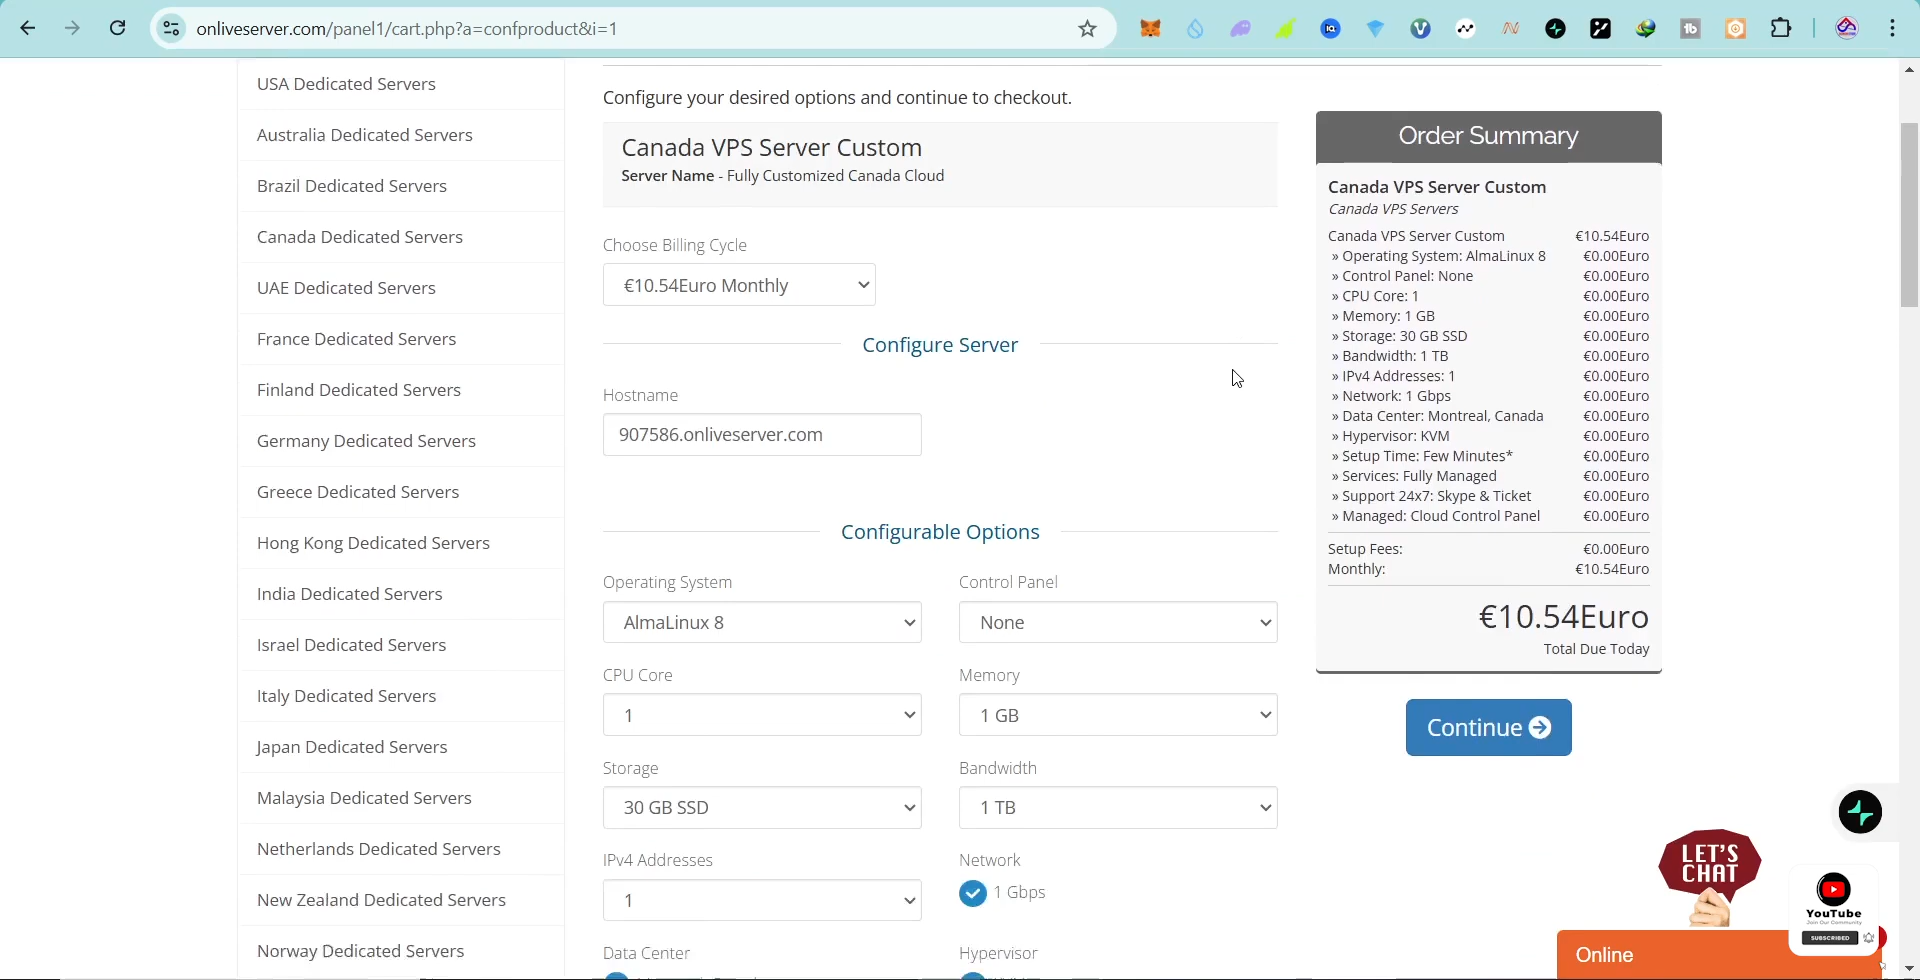 onliveserver.com/panel1/cart.php?a=confproduct&i=1
USA Dedicated Servers
Australia Dedicated Servers
Brazil Dedicated Servers
Canada Dedicated Servers
UAE Dedicated Servers
France Dedicated Servers
Finland Dedicated Servers
Germany Dedicated Servers
Greece Dedicated Servers
Hong Kong Dedicated Servers
India Dedicated Servers
Israel Dedicated Servers
Italy Dedicated Servers
Japan Dedicated Servers
Malaysia Dedicated Servers
Netherlands Dedicated Servers
New Zealand Dedicated Servers
Norway Dedicated Servers
Configure your desired options and continue to checkout.
Canada VPS Server Custom
Server Name - Fully Customized Canada Cloud
Choose Billing Cycle
€10.54Euro Monthly
Configure Server
Hostname
907586.onliveserver.com
Configurable Options
Operating System
AlmaLinux 8
Control Panel
None
CPU Core
1
Memory
1 GB
Storage
30 GB SSD
Bandwidth
1 TB
IPv4 Addresses
1
Network
1 Gbps
Data Center
Hypervisor
Order Summary
Canada VPS Server Custom
Canada VPS Servers
Canada VPS Server Custom €10.54Euro
» Operating System: AlmaLinux 8 €0.00Euro
» Control Panel: None €0.00Euro
» CPU Core: 1 €0.00Euro
» Memory: 1 GB €0.00Euro
» Storage: 30 GB SSD €0.00Euro
» Bandwidth: 1 TB €0.00Euro
» IPv4 Addresses: 1 €0.00Euro
» Network: 1 Gbps €0.00Euro
» Data Center: Montreal, Canada €0.00Euro
» Hypervisor: KVM €0.00Euro
» Setup Time: Few Minutes* €0.00Euro
» Services: Fully Managed €0.00Euro
» Support 24x7: Skype & Ticket €0.00Euro
» Managed: Cloud Control Panel €0.00Euro
Setup Fees: €0.00Euro
Monthly: €10.54Euro
€10.54Euro
Total Due Today
Continue
LET'S
CHAT
YouTube
Join Our Community
SUBSCRIBED
Online